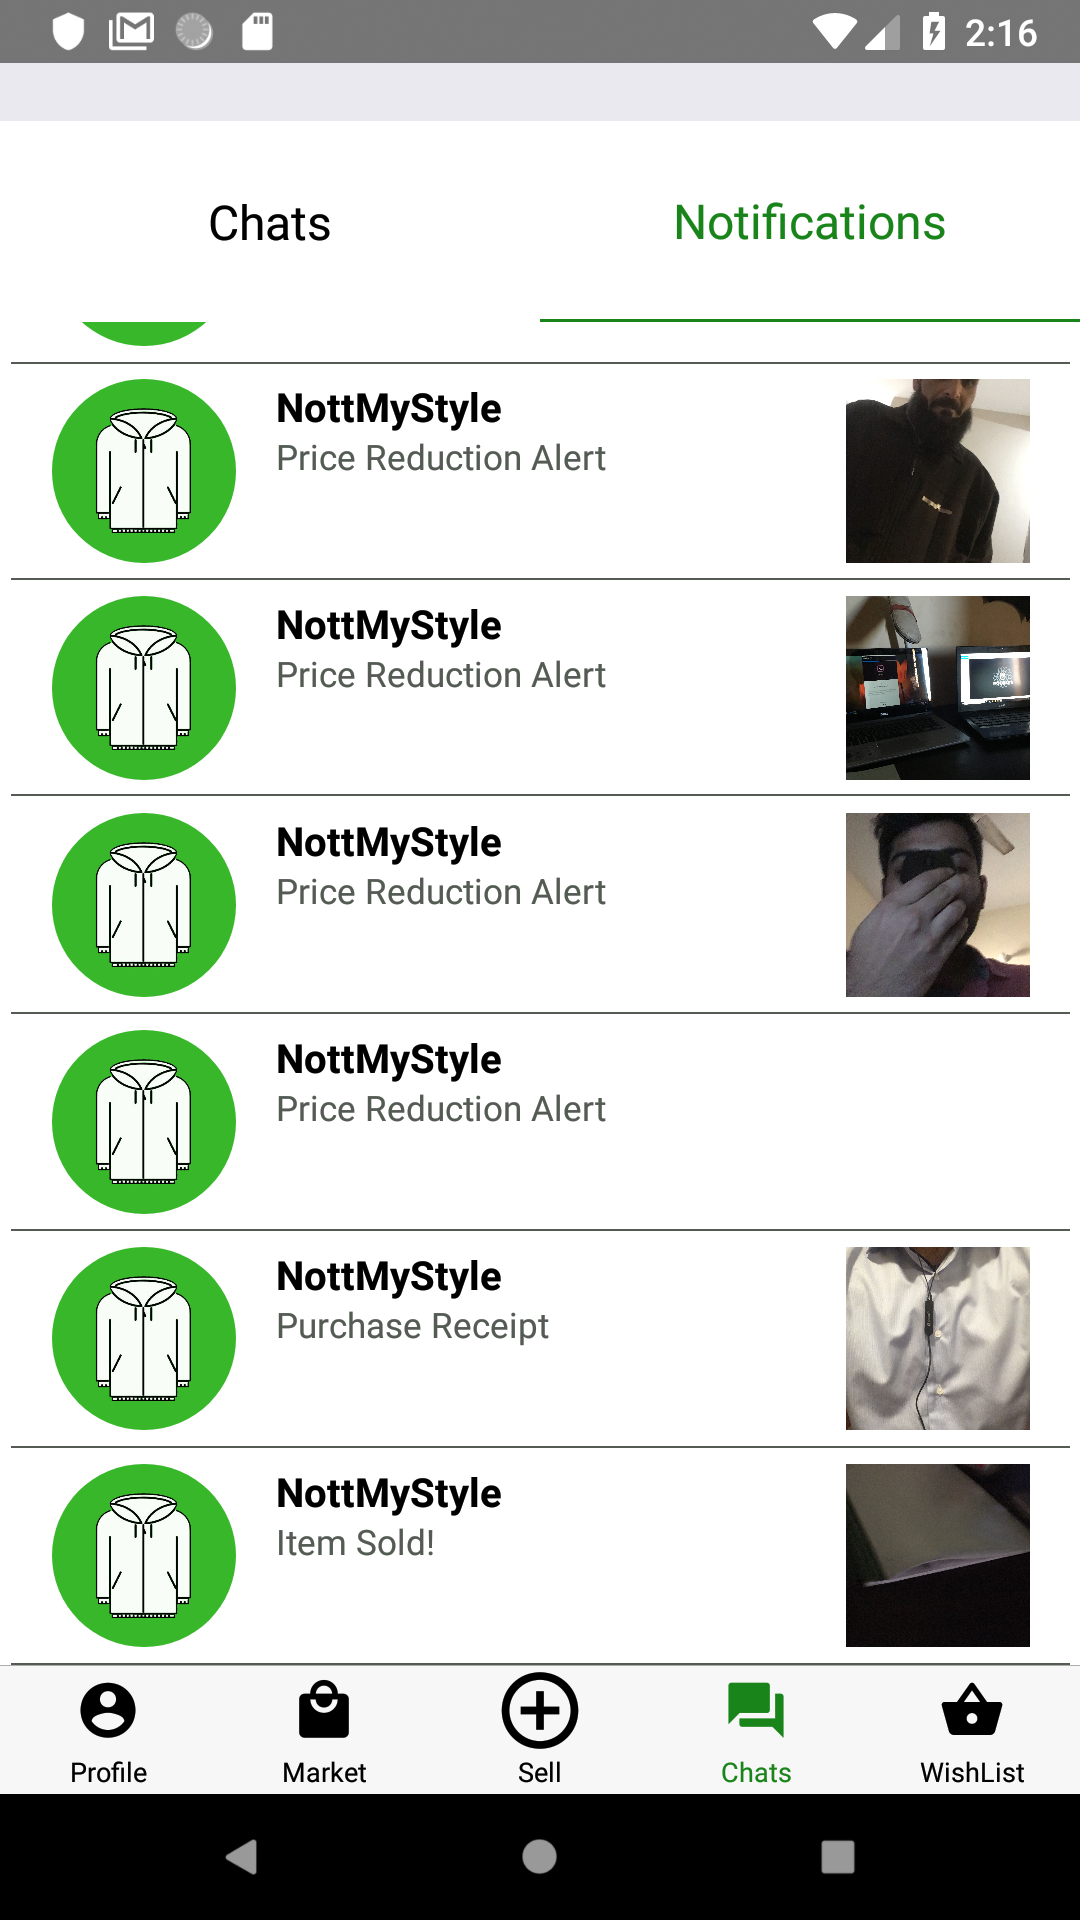 2:16
Chats
Notifications
NottMyStyle
Price Reduction Alert
NottMyStyle
Price Reduction Alert
NottMyStyle
Price Reduction Alert
NottMyStyle
Price Reduction Alert
NottMyStyle
Purchase Receipt
NottMyStyle
Item Sold!
Profile
Market
Sell
Chats
WishList